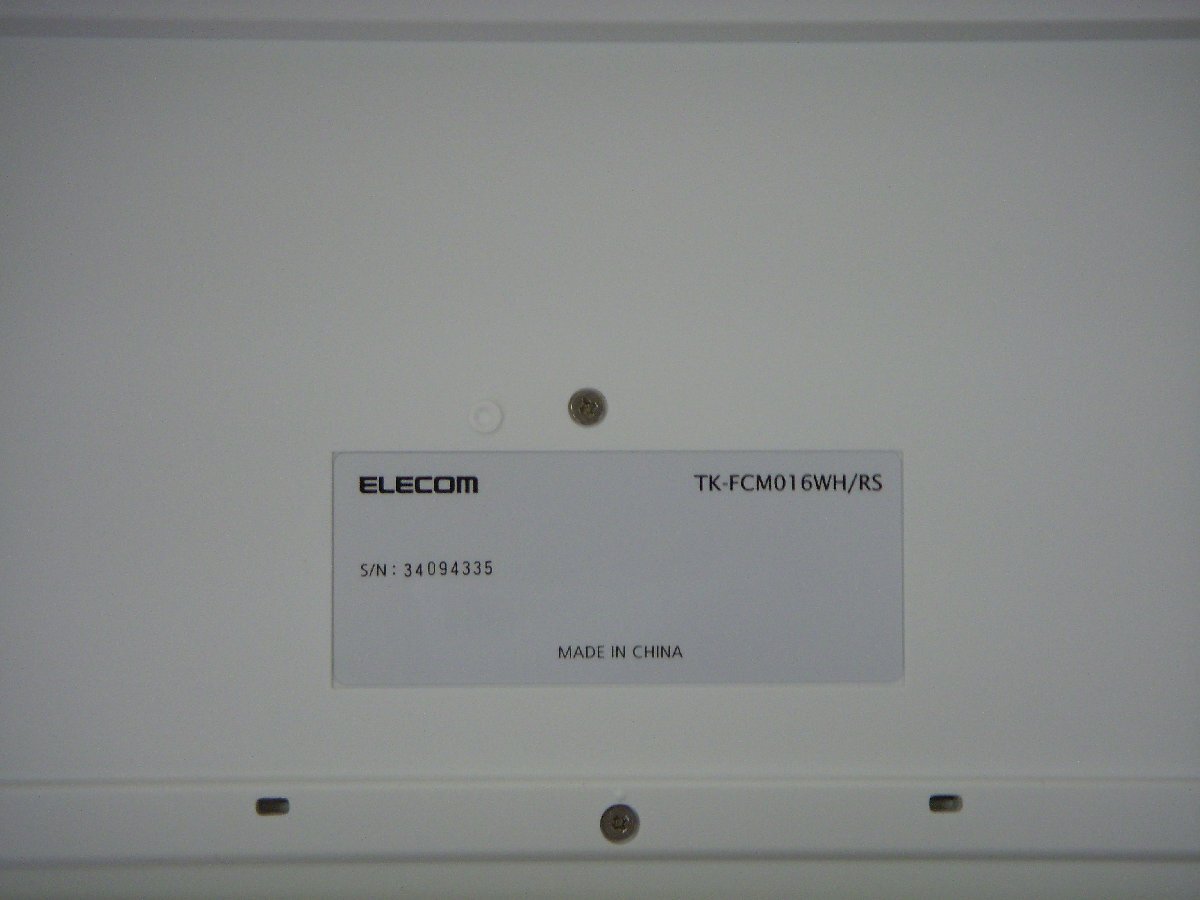 ELECOM TK-FCM016WH/RS
S/N: 34094335
MADE IN CHINA